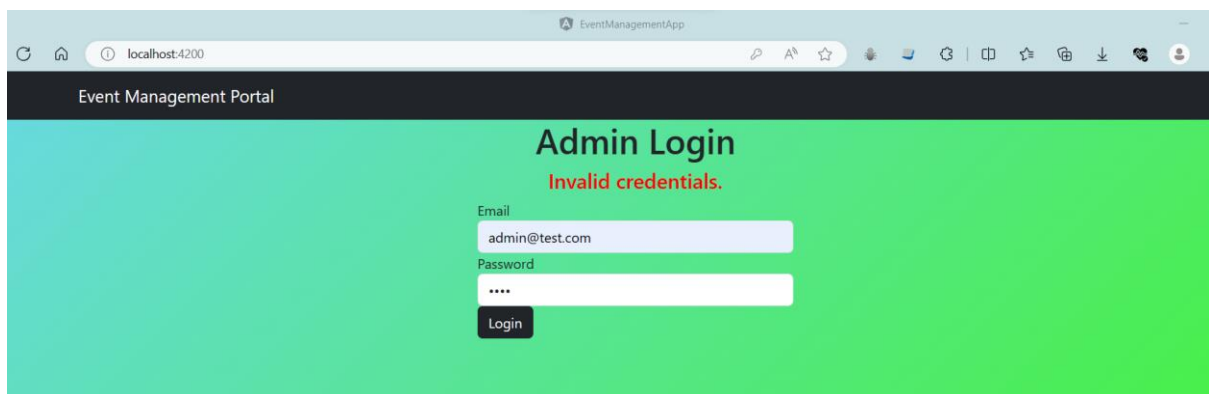 EventManagementApp
localhost:4200
Event Management Portal
Admin Login
Invalid credentials.
Email
admin@test.com
Password
••••
Login